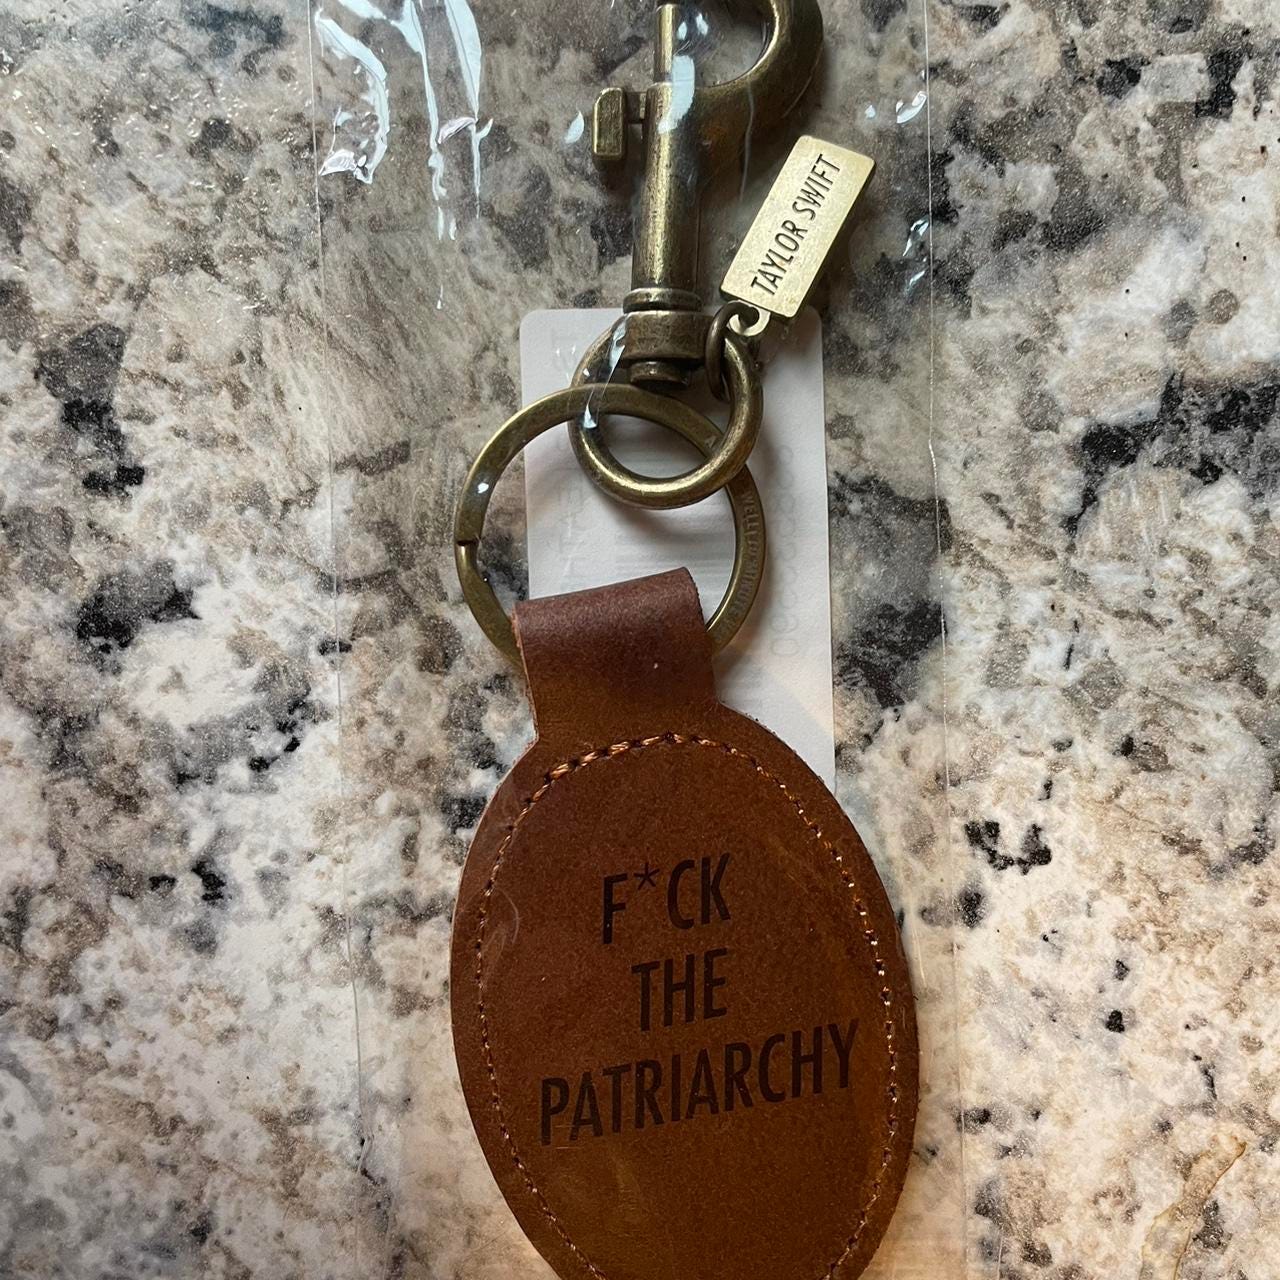 TAYLOR SWIFT
F*CK
THE
PATRIARCHY